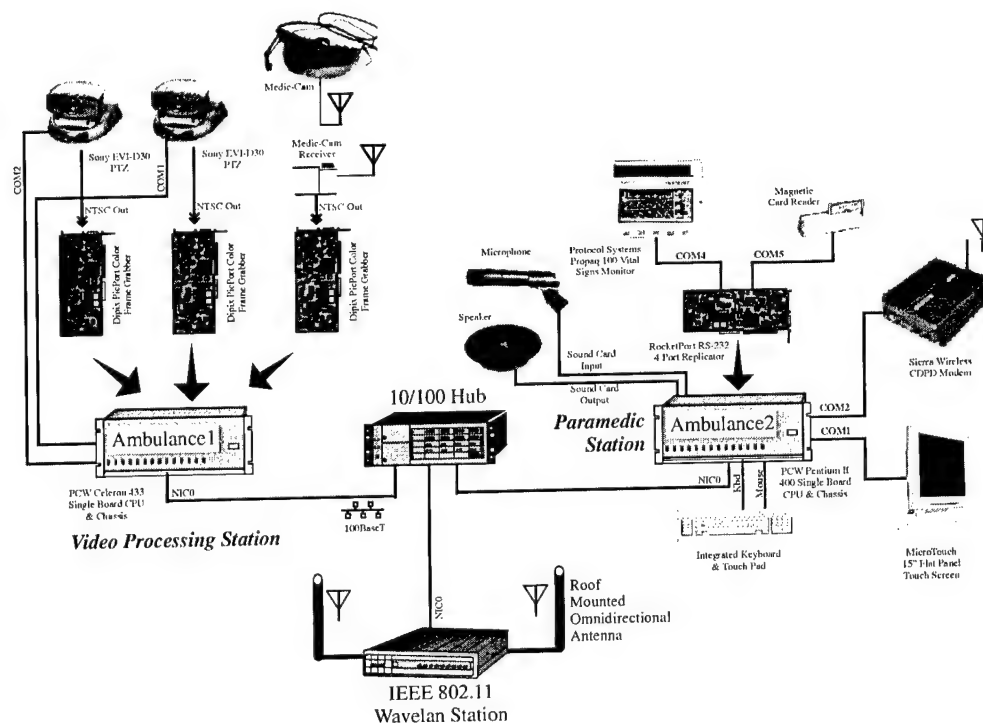 Medic-Cam
Sony EVI-D30
PTZ
Sony EVI-D30
PTZ
Medic-Cam
Receiver
COM2
COM1
NTSC Out
NTSC Out
NTSC Out
Dipix PicPort Color
Frame Grabber
Dipix PicPort Color
Frame Grabber
Dipix PicPort Color
Frame Grabber
Magnetic
Card Reader
Microphone
Protocol Systems
Propaq 100 Vital
Signs Monitor
COM4
COM5
Speaker
RocketPort RS-232
4 Port Replicator
Sound Card
Input
Sound Card
Output
Sierra Wireless
CDPD Modem
10/100 Hub
Paramedic
Station
Ambulance1
Ambulance2
COM2
COM1
PCW Celeron 433
Single Board CPU
& Chassis
NIC0
100BaseT
NIC0
Kbd
Mouse
PCW Pentium II
400 Single Board
CPU & Chassis
Video Processing Station
Integrated Keyboard
& Touch Pad
MicroTouch
15" Flat Panel
Touch Screen
NIC0
Roof
Mounted
Omnidirectional
Antenna
IEEE 802.11
Wavelan Station